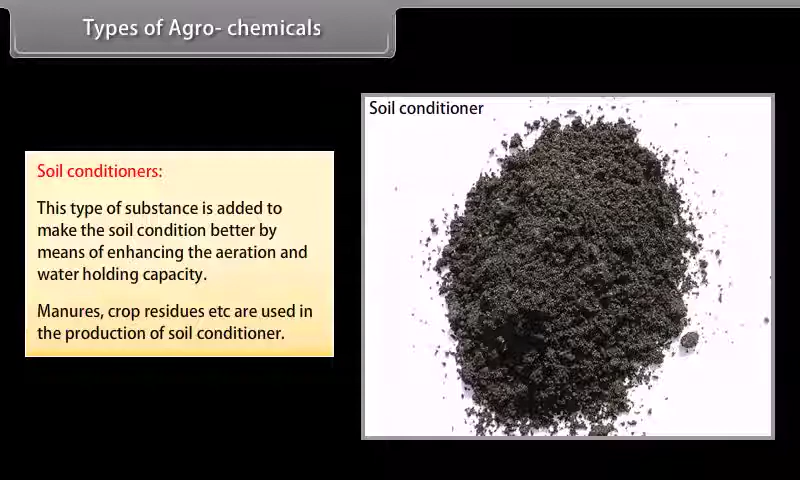 Types of Agro- chemicals
Soil conditioner
Soil conditioners:
This type of substance is added to
make the soil condition better by
means of enhancing the aeration and
water holding capacity.
Manures, crop residues etc are used in
the production of soil conditioner.